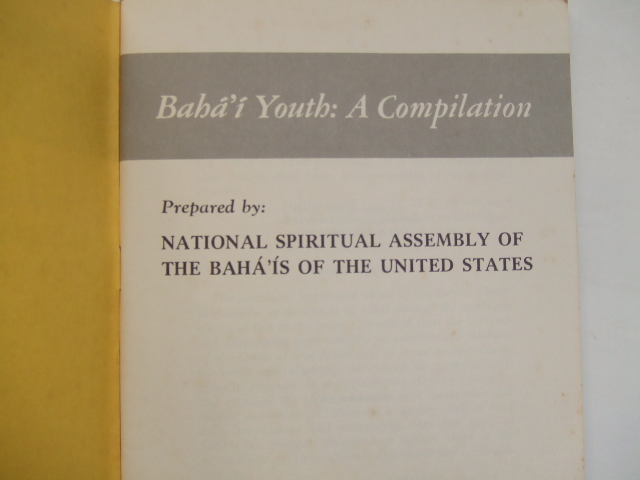 Bahá'í Youth: A Compilation
Prepared by:
NATIONAL SPIRITUAL ASSEMBLY OF
THE BAHÁ'ÍS OF THE UNITED STATES